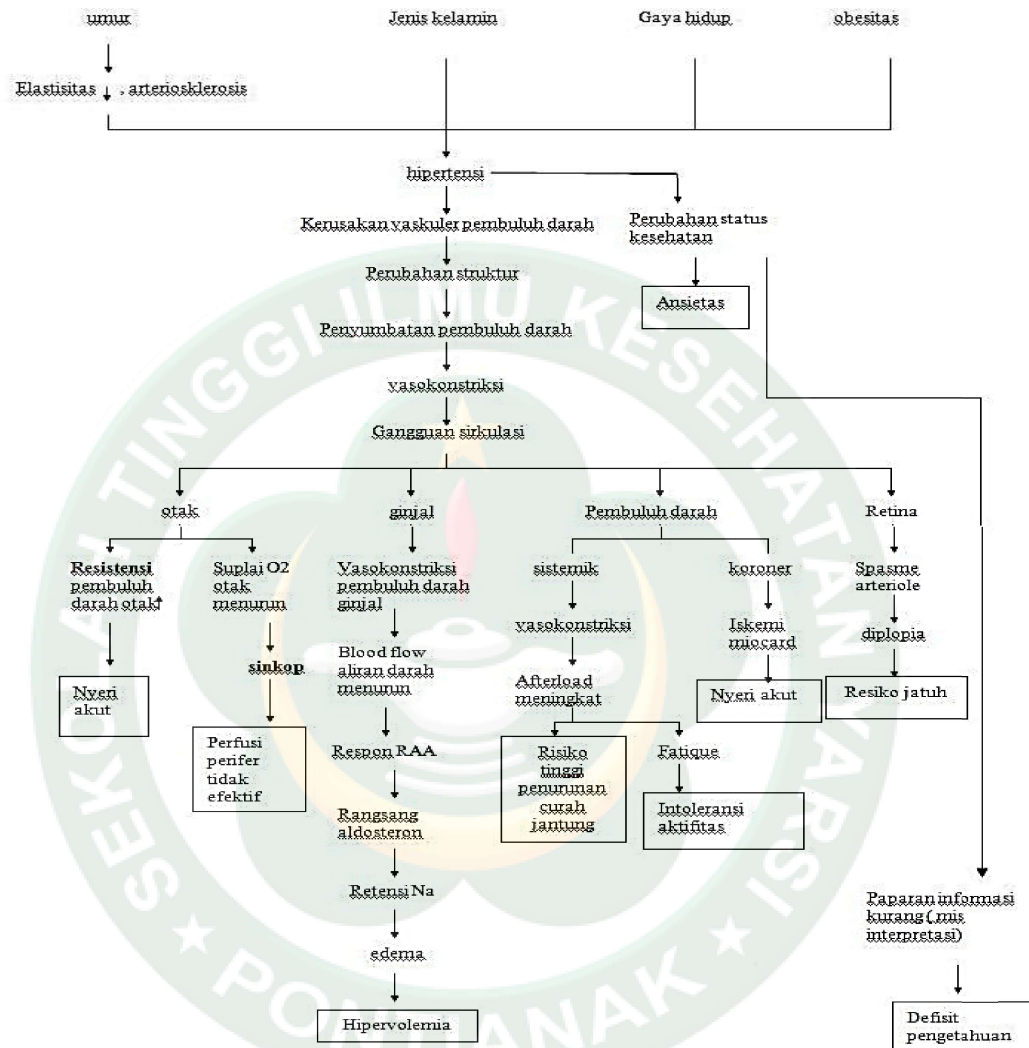 umur
Jenis kelamin
Gaya hidup
obesitas
Elastisitas ↓, arteriosklerosis
hipertensi
Kerusakan vaskuler pembuluh darah
Perubahan status
kesehatan
Perubahan struktur
Ansietas
Penyumbatan pembuluh darah
vasokonstriksi
Gangguan sirkulasi
otak
ginjal
Pembuluh darah
Retina
Resistensi
pembuluh
darah otak
Suplai O2
otak
menurun
Vasokonstriksi
pembuluh darah
ginjal
sistemik
koroner
Spasme
arteriole
vasokonstriksi
Iskemi
miocard
diplopia
sinkop
Blood flow
aliran darah
menurun
Afterload
meningkat
Nyeri
akut
Nyeri akut
Resiko jatuh
Perfusi
perifer
tidak
efektif
Respon RAA
Risiko
tinggi
penurunan
curah
jantung
Fatique
Rangsang
aldosteron
Intoleransi
aktifitas
Retensi Na
Paparan informasi
kurang ( mis
interpretasi)
edema
Hipervolemia
Defisit
pengetahuan
SEKOLAH TINGGI ILMU KESEHATAN YARSI
PONTIANAK